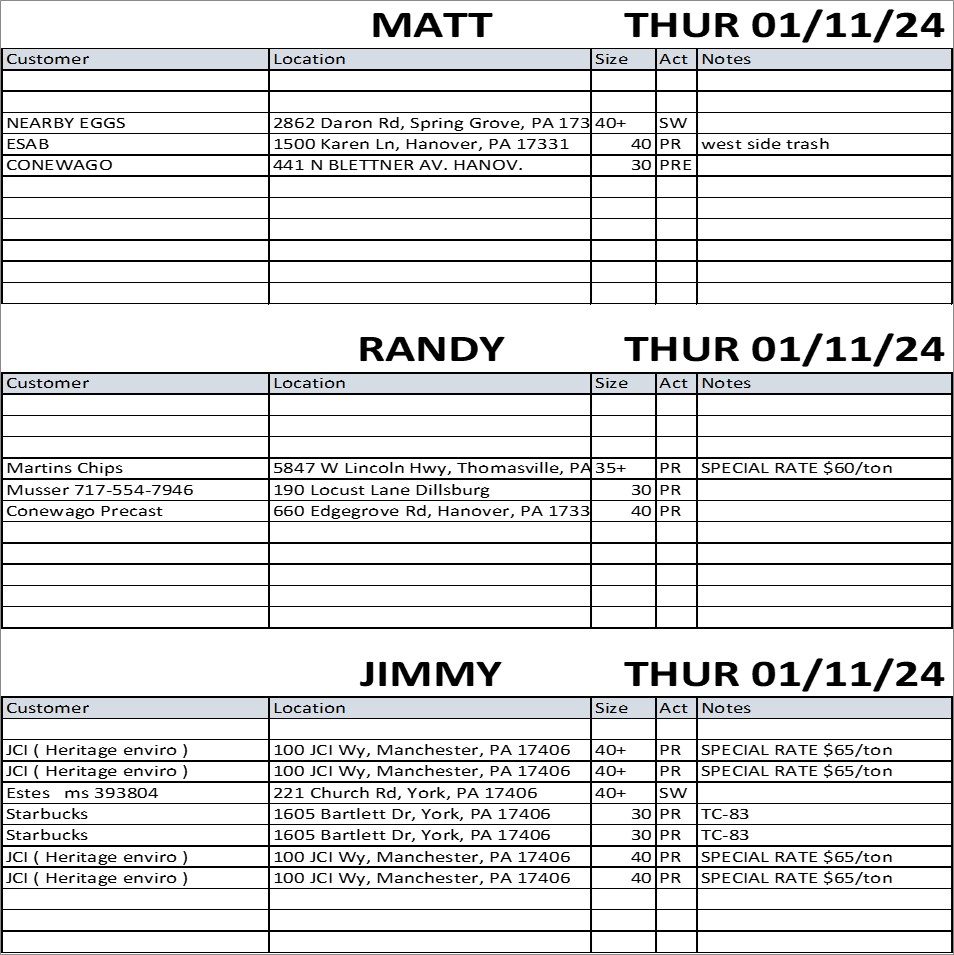 MATT THUR 01/11/24
Customer Location Size Act Notes
NEARBY EGGS 2862 Daron Rd, Spring Grove, PA 173 40+ SW
ESAB 1500 Karen Ln, Hanover, PA 17331 40 PR west side trash
CONEWAGO 441 N BLETTNER AV. HANOV. 30 PRE
RANDY THUR 01/11/24
Customer Location Size Act Notes
Martins Chips 5847 W Lincoln Hwy, Thomasville, PA 35+ PR SPECIAL RATE $60/ton
Musser 717-554-7946 190 Locust Lane Dillsburg 30 PR
Conewago Precast 660 Edgegrove Rd, Hanover, PA 1733 40 PR
JIMMY THUR 01/11/24
Customer Location Size Act Notes
JCI ( Heritage enviro ) 100 JCI Wy, Manchester, PA 17406 40+ PR SPECIAL RATE $65/ton
JCI ( Heritage enviro ) 100 JCI Wy, Manchester, PA 17406 40+ PR SPECIAL RATE $65/ton
Estes ms 393804 221 Church Rd, York, PA 17406 40+ SW
Starbucks 1605 Bartlett Dr, York, PA 17406 30 PR TC-83
Starbucks 1605 Bartlett Dr, York, PA 17406 30 PR TC-83
JCI ( Heritage enviro ) 100 JCI Wy, Manchester, PA 17406 40 PR SPECIAL RATE $65/ton
JCI ( Heritage enviro ) 100 JCI Wy, Manchester, PA 17406 40 PR SPECIAL RATE $65/ton